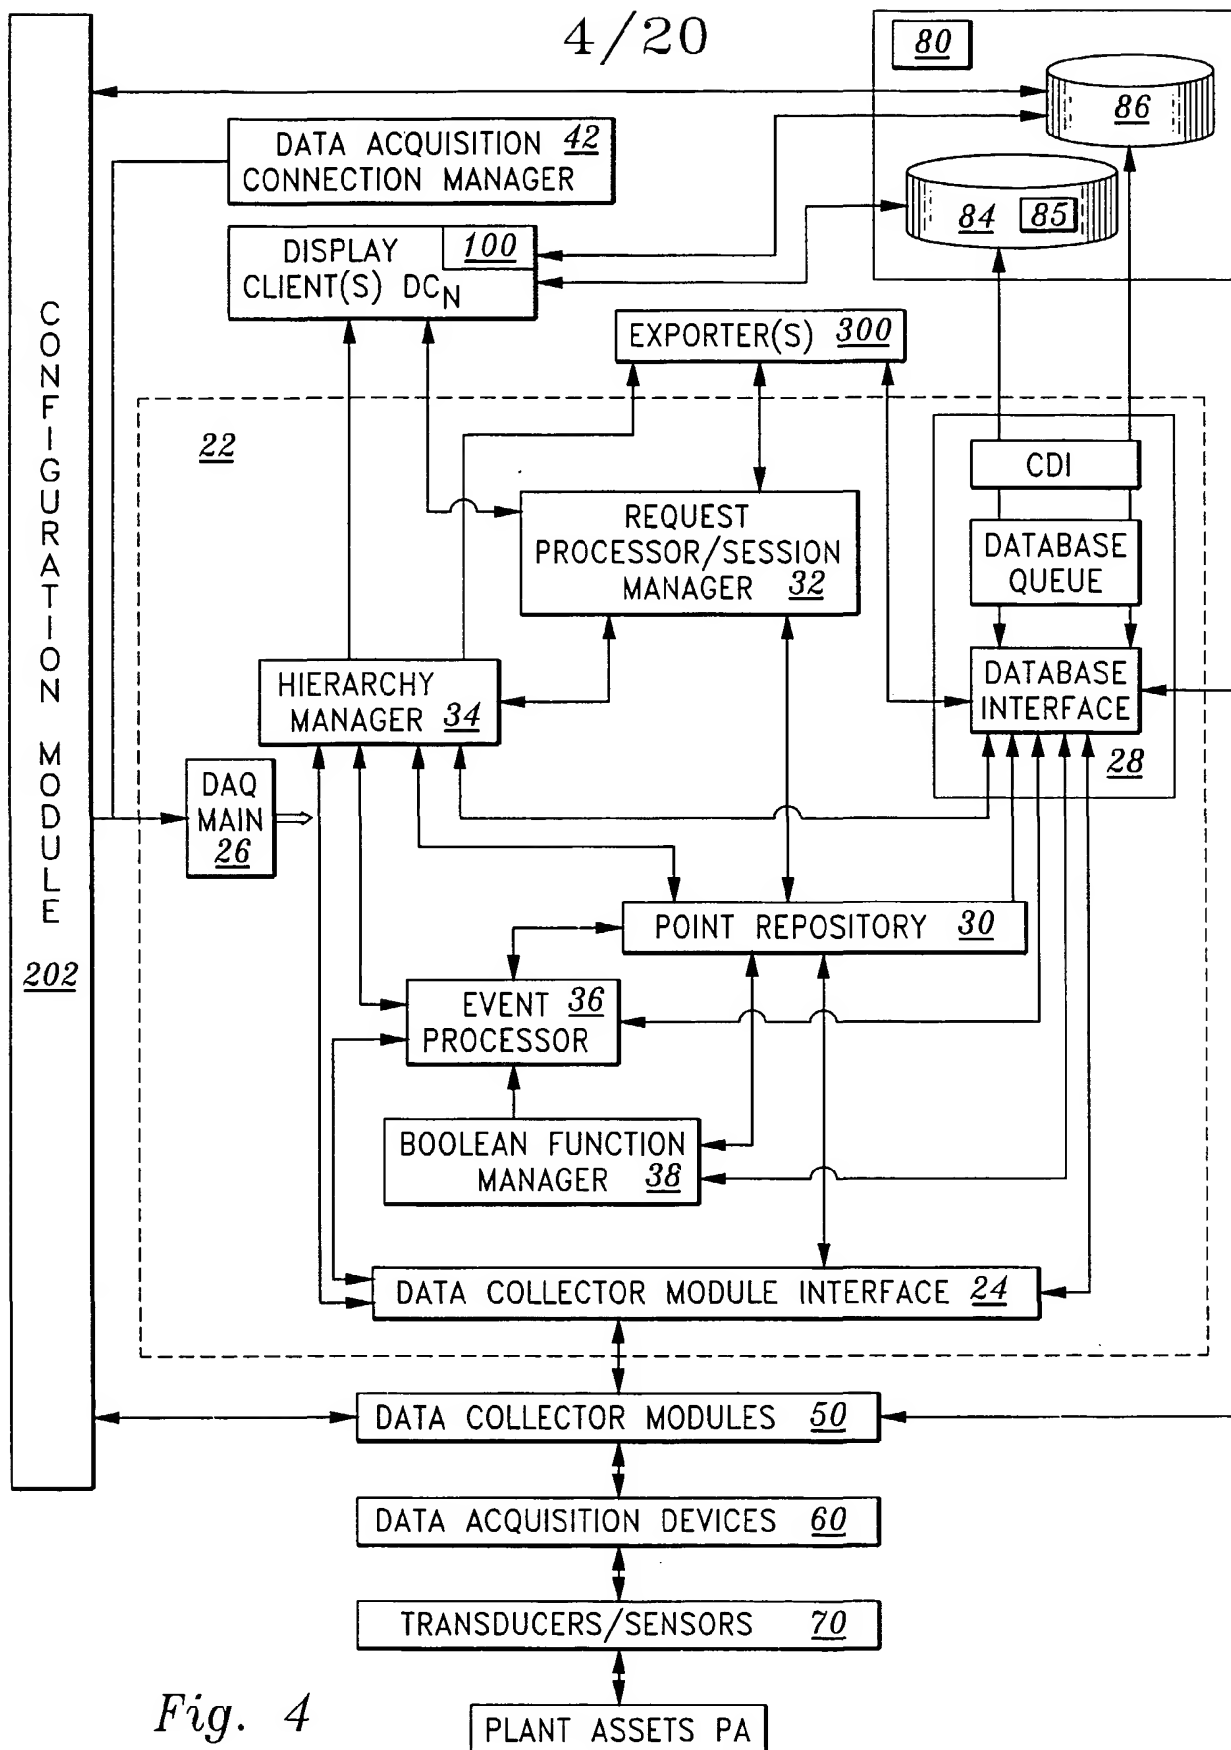 4/20
80
86
DATA ACQUISITION 42
CONNECTION MANAGER
84 85
DISPLAY 100
CLIENT(S) DCN
EXPORTER(S) 300
CONFIGURATION MODULE
202
22
CDI
REQUEST
PROCESSOR/SESSION
MANAGER 32
DATABASE
QUEUE
HIERARCHY
MANAGER 34
DATABASE
INTERFACE
28
DAQ
MAIN
26
POINT REPOSITORY 30
EVENT 36
PROCESSOR
BOOLEAN FUNCTION
MANAGER 38
DATA COLLECTOR MODULE INTERFACE 24
DATA COLLECTOR MODULES 50
DATA ACQUISITION DEVICES 60
TRANSDUCERS/SENSORS 70
PLANT ASSETS PA
Fig. 4